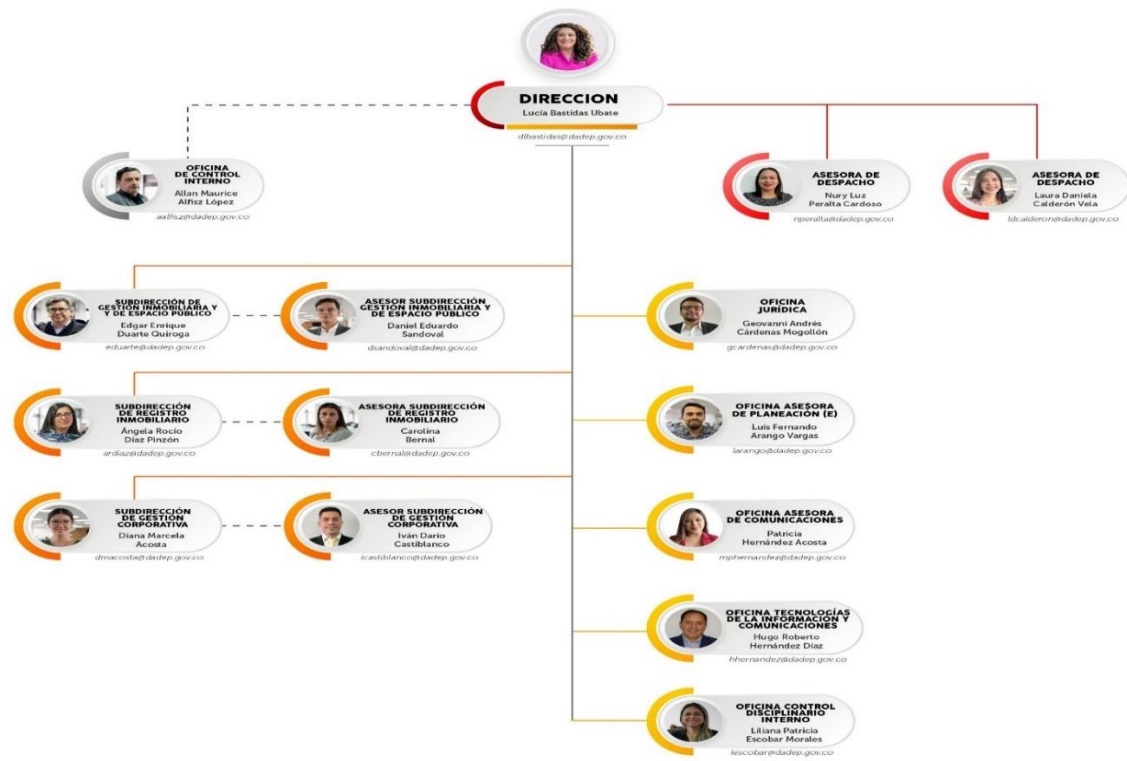 DIRECCION
Lucía Bastidas Ubate
dlbastidas@dadep.gov.co
OFICINA
DE CONTROL
INTERNO
Allan Maurice
Alfisz López
aalfisz@dadep.gov.co
ASESORA DE
DESPACHO
Nury Luz
Peralta Cardoso
nperalta@dadep.gov.co
ASESORA DE
DESPACHO
Laura Daniela
Calderón Vela
ldcalderon@dadep.gov.co
SUBDIRECCIÓN DE
GESTIÓN INMOBILIARIA Y
Y DE ESPACIO PÚBLICO
Edgar Enrique
Duarte Quiroga
eduarte@dadep.gov.co
ASESOR SUBDIRECCIÓN
GESTIÓN INMOBILIARIA Y
DE ESPACIO PÚBLICO
Daniel Eduardo
Sandoval
dsandoval@dadep.gov.co
OFICINA
JURÍDICA
Geovanni Andrés
Cárdenas Mogollón
gcardenas@dadep.gov.co
SUBDIRECCIÓN
DE REGISTRO
INMOBILIARIO
Ángela Rocío
Díaz Pinzón
ardiaz@dadep.gov.co
ASESORA SUBDIRECCIÓN
DE REGISTRO
INMOBILIARIO
Carolina
Bernal
cbernal@dadep.gov.co
OFICINA ASESORA
DE PLANEACIÓN (E)
Luis Fernando
Arango Vargas
larango@dadep.gov.co
SUBDIRECCIÓN
DE GESTIÓN
CORPORATIVA
Diana Marcela
Acosta
dmacosta@dadep.gov.co
ASESOR SUBDIRECCIÓN
DE GESTIÓN
CORPORATIVA
Iván Darío
Castiblanco
icastiblanco@dadep.gov.co
OFICINA ASESORA
DE COMUNICACIONES
Patricia
Hernández Acosta
mphernandez@dadep.gov.co
OFICINA TECNOLOGÍAS
DE LA INFORMACIÓN Y
COMUNICACIONES
Hugo Roberto
Hernández Díaz
hhernandez@dadep.gov.co
OFICINA CONTROL
DISCIPLINARIO
INTERNO
Liliana Patricia
Escobar Morales
lescobar@dadep.gov.co